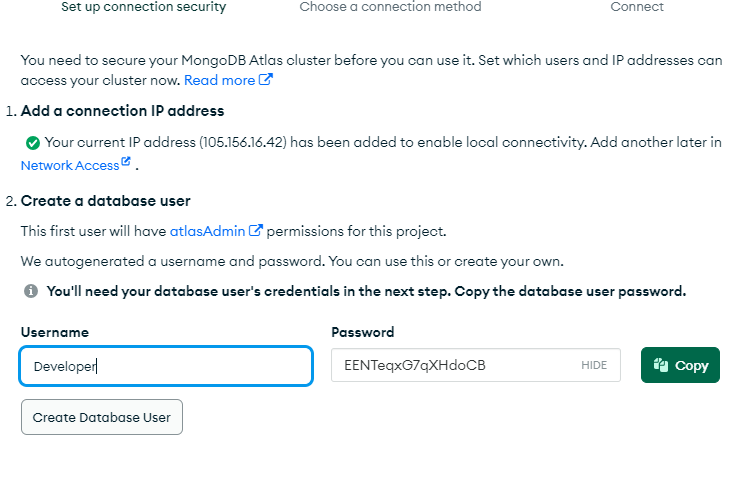 Set up connection security
Choose a connection method
Connect
You need to secure your MongoDB Atlas cluster before you can use it. Set which users and IP addresses can
access your cluster now. Read more
1. Add a connection IP address
Your current IP address (105.156.16.42) has been added to enable local connectivity. Add another later in
Network Access .
2. Create a database user
This first user will have atlasAdmin permissions for this project.
We autogenerated a username and password. You can use this or create your own.
You'll need your database user's credentials in the next step. Copy the database user password.
Username
Password
Developer
EENTeqxG7qXHdoCB
HIDE
Copy
Create Database User